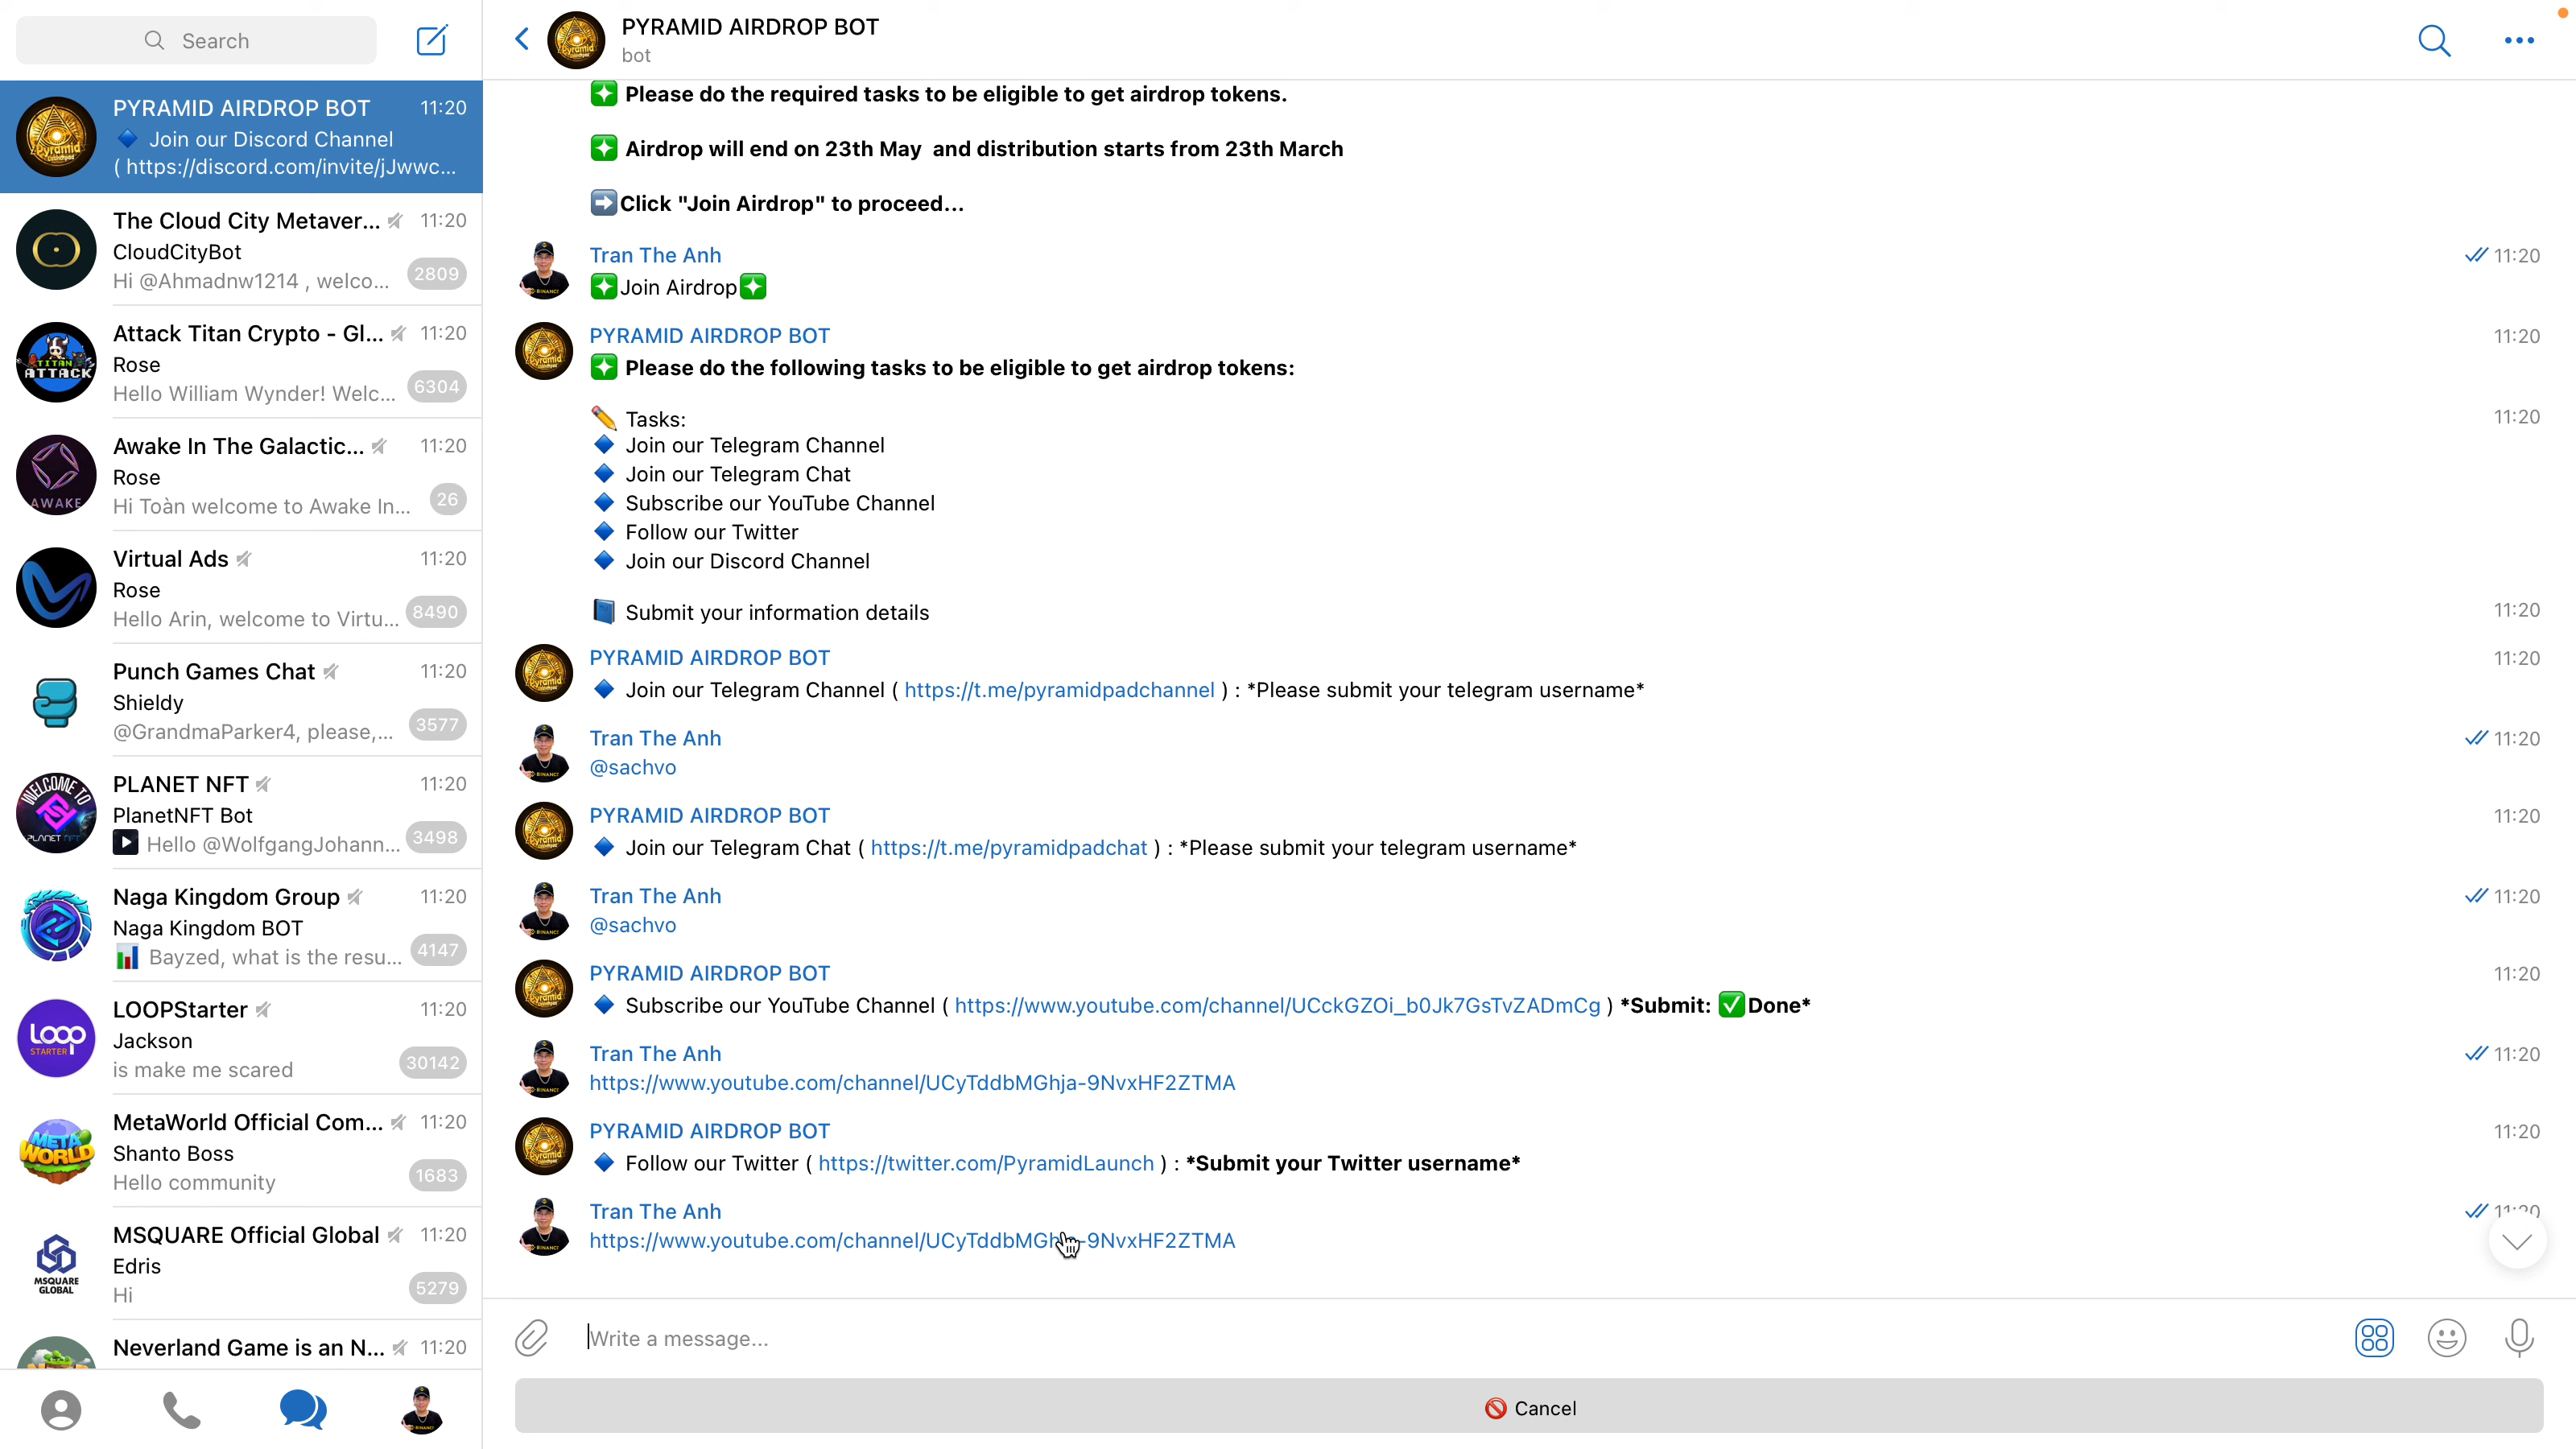 Search
PYRAMID AIRDROP BOT 11:20
Join our Discord Channel
( https://discord.com/invite/jJwwc...
The Cloud City Metaver... 11:20
CloudCityBot
Hi @Ahmadnw1214 , welco... 2809
Attack Titan Crypto - Gl... 11:20
Rose
Hello William Wynder! Welc... 6304
Awake In The Galactic... 11:20
Rose
Hi Toàn welcome to Awake In... 26
Virtual Ads 11:20
Rose
Hello Arin, welcome to Virtu... 8490
Punch Games Chat 11:20
Shieldy
@GrandmaParker4, please,... 3577
PLANET NFT 11:20
PlanetNFT Bot
Hello @WolfgangJohann... 3498
Naga Kingdom Group 11:20
Naga Kingdom BOT
Bayzed, what is the resu... 4147
LOOPStarter 11:20
Jackson
is make me scared 30142
MetaWorld Official Com... 11:20
Shanto Boss
Hello community 1683
MSQUARE Official Global 11:20
Edris
Hi 5279
Neverland Game is an N... 11:20
PYRAMID AIRDROP BOT
bot
Please do the required tasks to be eligible to get airdrop tokens.
Airdrop will end on 23th May  and distribution starts from 23th March
Click "Join Airdrop" to proceed...
Tran The Anh 11:20
Join Airdrop
PYRAMID AIRDROP BOT 11:20
Please do the following tasks to be eligible to get airdrop tokens:
Tasks: 11:20
Join our Telegram Channel
Join our Telegram Chat
Subscribe our YouTube Channel
Follow our Twitter
Join our Discord Channel
Submit your information details 11:20
PYRAMID AIRDROP BOT 11:20
Join our Telegram Channel ( https://t.me/pyramidpadchannel ) : *Please submit your telegram username*
Tran The Anh 11:20
@sachvo
PYRAMID AIRDROP BOT 11:20
Join our Telegram Chat ( https://t.me/pyramidpadchat ) : *Please submit your telegram username*
Tran The Anh 11:20
@sachvo
PYRAMID AIRDROP BOT 11:20
Subscribe our YouTube Channel ( https://www.youtube.com/channel/UCckGZOi_b0Jk7GsTvZADmCg ) *Submit: Done*
Tran The Anh 11:20
https://www.youtube.com/channel/UCyTddbMGhja-9NvxHF2ZTMA
PYRAMID AIRDROP BOT 11:20
Follow our Twitter ( https://twitter.com/PyramidLaunch ) : *Submit your Twitter username*
Tran The Anh 11:20
https://www.youtube.com/channel/UCyTddbMGhja-9NvxHF2ZTMA
Write a message...
Cancel